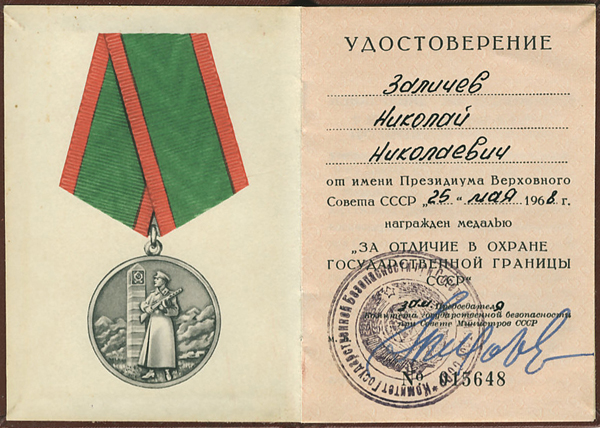 УДОСТОВЕРЕНИЕ
Заличев
Николай
Николаевич
от имени Президиума Верховного
Совета СССР „25“ мая 1968. г.
награжден медалью
„ЗА ОТЛИЧИЕ В ОХРАНЕ
ГОСУДАРСТВЕННОЙ ГРАНИЦЫ
СССР“
зам. Председателя
Комитета государственной безопасности
при Совете Министров СССР
№ 015648